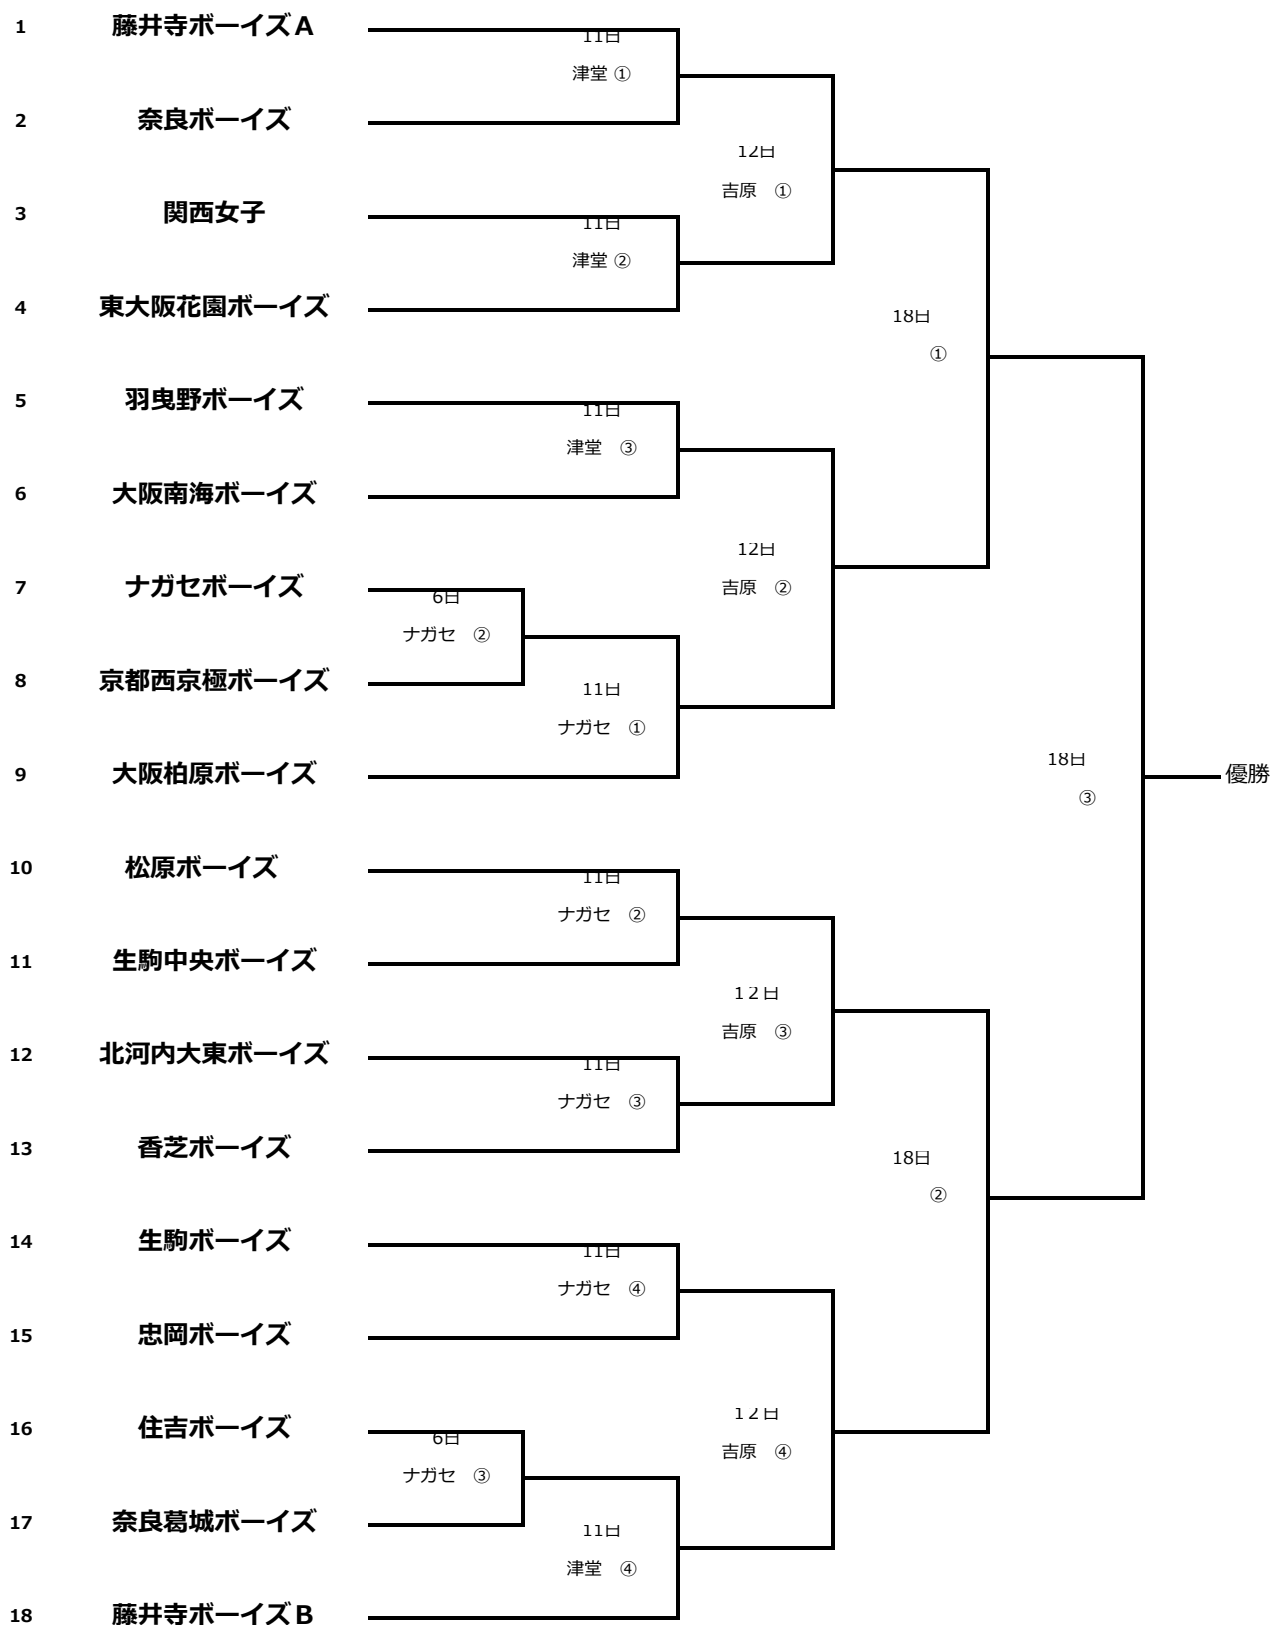 1 藤井寺ボーイズA
11日
津堂 ①
2 奈良ボーイズ
12日
吉原 ①
3 関西女子
11日
津堂 ②
4 東大阪花園ボーイズ
18日
①
5 羽曳野ボーイズ
11日
津堂 ③
6 大阪南海ボーイズ
12日
吉原 ②
7 ナガセボーイズ
6日
ナガセ ②
8 京都西京極ボーイズ
11日
ナガセ ①
9 大阪柏原ボーイズ
18日
③
優勝
10 松原ボーイズ
11日
ナガセ ②
11 生駒中央ボーイズ
12日
吉原 ③
12 北河内大東ボーイズ
11日
ナガセ ③
13 香芝ボーイズ
18日
②
14 生駒ボーイズ
11日
ナガセ ④
15 忠岡ボーイズ
12日
吉原 ④
16 住吉ボーイズ
6日
ナガセ ③
17 奈良葛城ボーイズ
11日
津堂 ④
18 藤井寺ボーイズB